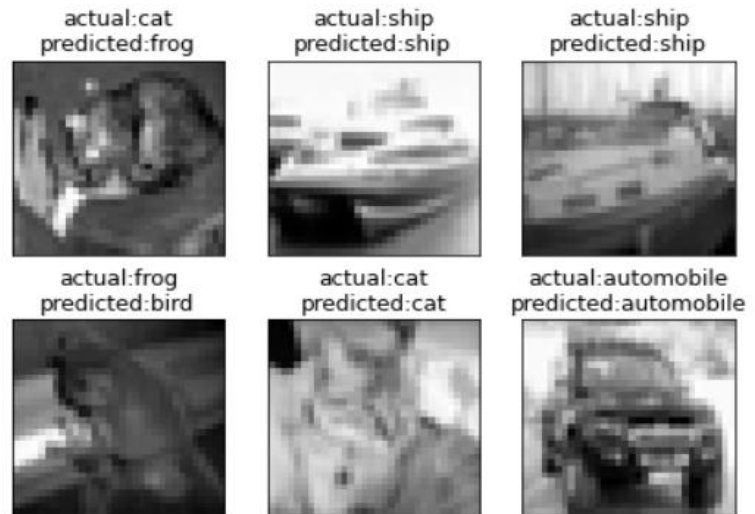 actual:cat
predicted:frog
actual:ship
predicted:ship
actual:ship
predicted:ship
actual:frog
predicted:bird
actual:cat
predicted:cat
actual:automobile
predicted:automobile